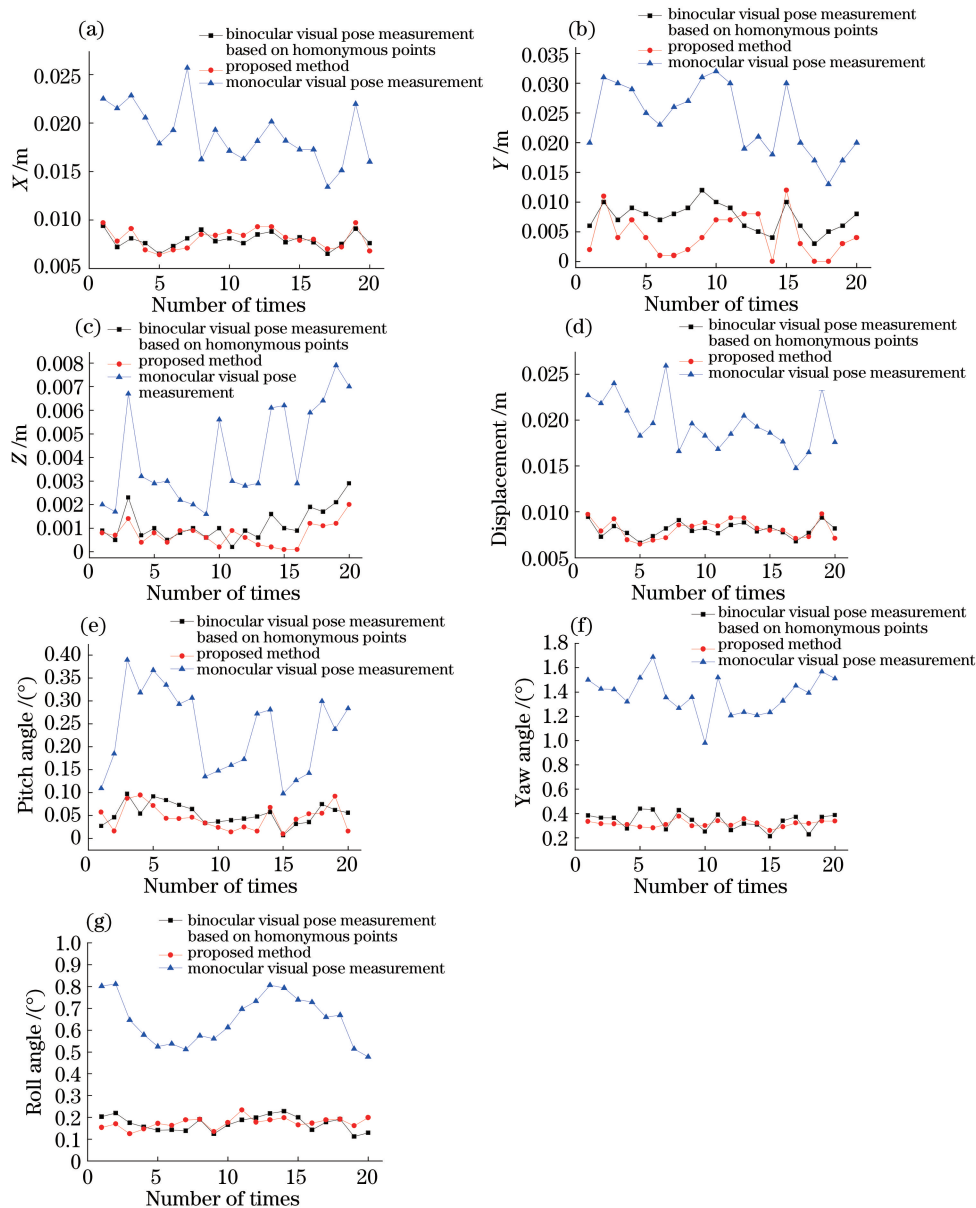 (a)
binocular visual pose measurement
based on homonymous points
proposed method
monocular visual pose measurement
0.025
0.020
0.015
0.010
0.005
X /m
0 5 10 15 20
Number of times
(b)
binocular visual pose measurement
based on homonymous points
proposed method
monocular visual pose measurement
0.035
0.030
0.025
0.020
0.015
0.010
0.005
0
Y /m
0 5 10 15 20
Number of times
(c)
binocular visual pose measurement
based on homonymous points
proposed method
monocular visual pose
measurement
0.008
0.007
0.006
0.005
0.004
0.003
0.002
0.001
0
Z /m
0 5 10 15 20
Number of times
(d)
binocular visual pose measurement
based on homonymous points
proposed method
monocular visual pose measurement
0.025
0.020
0.015
0.010
0.005
Displacement /m
0 5 10 15 20
Number of times
(e)
binocular visual pose measurement
based on homonymous points
proposed method
monocular visual pose measurement
0.40
0.35
0.30
0.25
0.20
0.15
0.10
0.05
0
Pitch angle /(°)
0 5 10 15 20
Number of times
(f)
binocular visual pose measurement
based on homonymous points
proposed method
monocular visual pose measurement
1.8
1.6
1.4
1.2
1.0
0.8
0.6
0.4
0.2
Yaw angle /(°)
0 5 10 15 20
Number of times
(g)
binocular visual pose measurement
based on homonymous points
proposed method
monocular visual pose measurement
1.0
0.9
0.8
0.7
0.6
0.5
0.4
0.3
0.2
0.1
0
Roll angle /(°)
0 5 10 15 20
Number of times